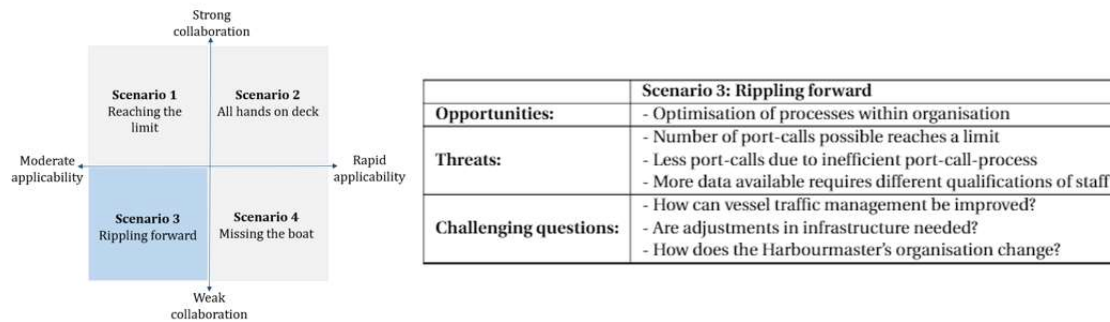 Strong
collaboration
Scenario 1
Reaching the
limit
Scenario 2
All hands on deck
Moderate
applicability
Rapid
applicability
Scenario 3
Rippling forward
Scenario 4
Missing the boat
Weak
collaboration
Scenario 3: Rippling forward
Opportunities: - Optimisation of processes within organisation
- Number of port-calls possible reaches a limit
Threats: - Less port-calls due to inefficient port-call-process
- More data available requires different qualifications of staff
- How can vessel traffic management be improved?
Challenging questions: - Are adjustments in infrastructure needed?
- How does the Harbourmaster's organisation change?